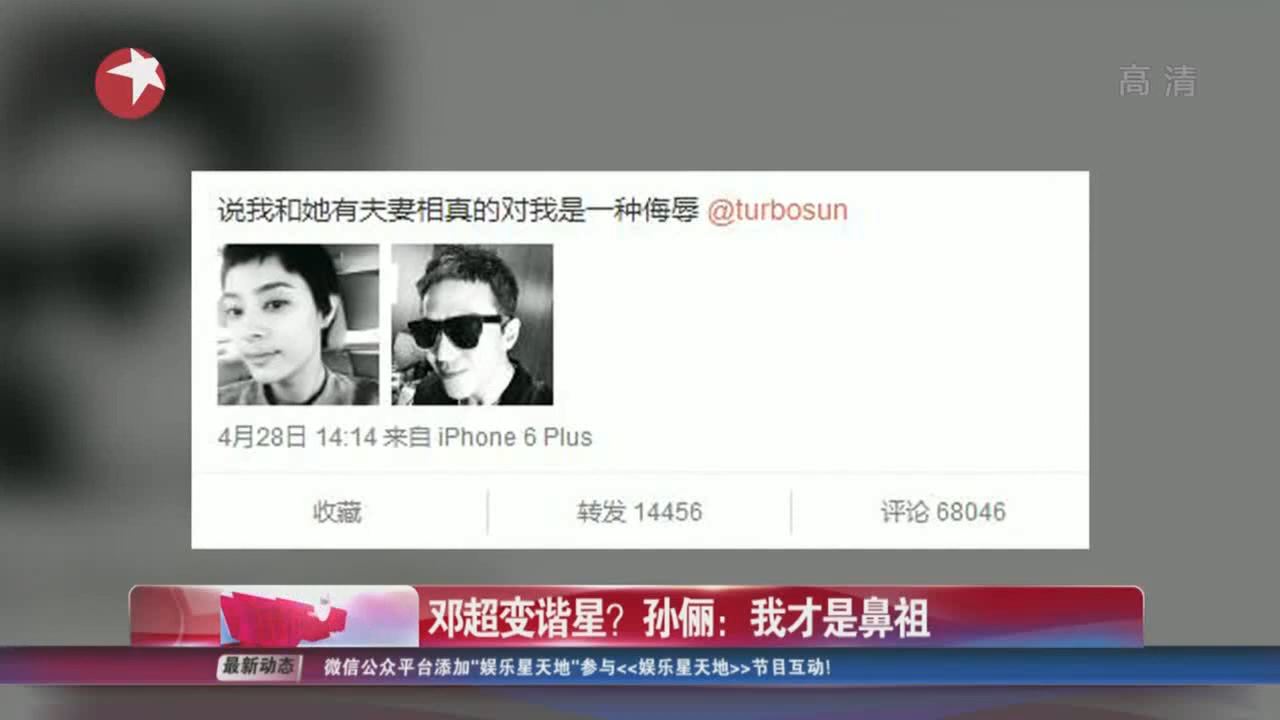 高清
说我和她有夫妻相真的对我是一种侮辱 @turbosun
4月28日 14:14 来自 iPhone 6 Plus
收藏 转发 14456 评论 68046
邓超变谐星? 孙俪: 我才是鼻祖
最新动态 微信公众平台添加"娱乐星天地"参与<<娱乐星天地>>节目互动!